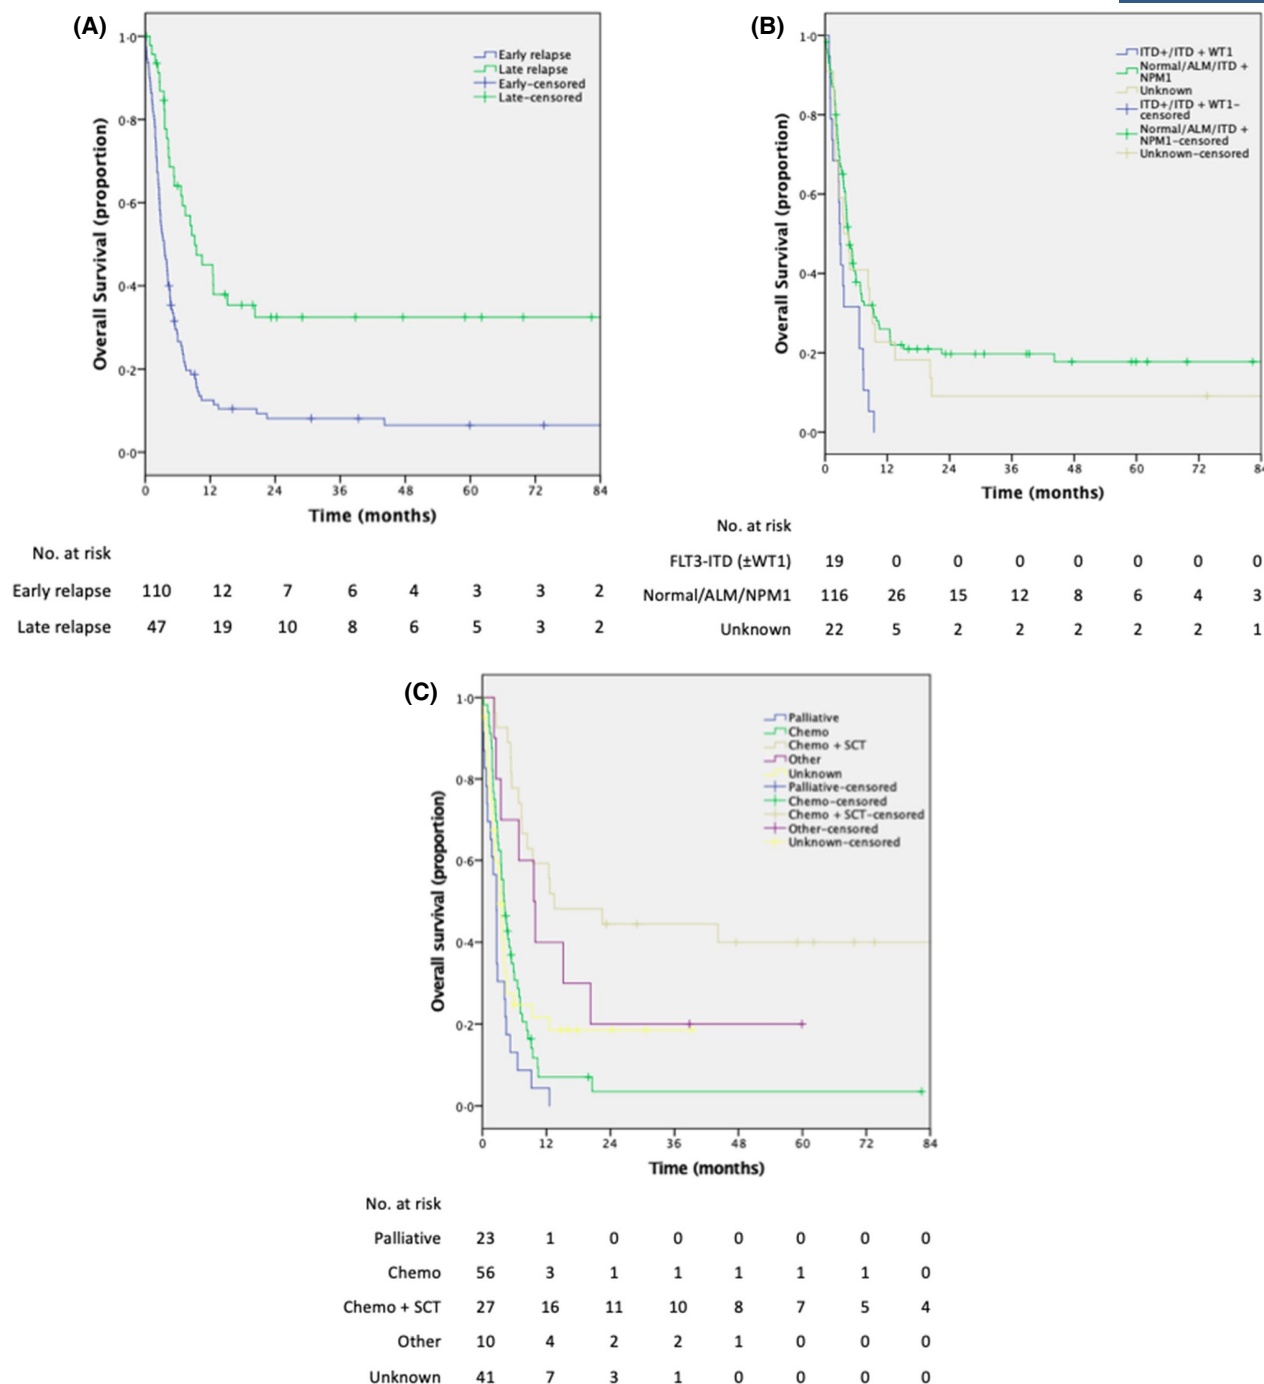 (A)
1·0
0·8
0·6
0·4
0·2
0·0
Overall Survival (proportion)
Early relapse
Late relapse
Early-censored
Late-censored
0 12 24 36 48 60 72 84
Time (months)
No. at risk
Early relapse 110 12 7 6 4 3 3 2
Late relapse 47 19 10 8 6 5 3 2
(B)
1·0
0·8
0·6
0·4
0·2
0·0
Overall Survival (proportion)
ITD+/ITD + WT1
Normal/ALM/ITD +
NPM1
Unknown
ITD+/ITD + WT1-
censored
Normal/ALM/ITD +
NPM1-censored
Unknown-censored
0 12 24 36 48 60 72 84
Time (months)
No. at risk
FLT3-ITD (±WT1) 19 0 0 0 0 0 0 0
Normal/ALM/NPM1 116 26 15 12 8 6 4 3
Unknown 22 5 2 2 2 2 2 1
(C)
1·0
0·8
0·6
0·4
0·2
0·0
Overall survival (proportion)
Palliative
Chemo
Chemo + SCT
Other
Unknown
Palliative-censored
Chemo-censored
Chemo + SCT-censored
Other-censored
Unknown-censored
0 12 24 36 48 60 72 84
Time (months)
No. at risk
Palliative 23 1 0 0 0 0 0 0
Chemo 56 3 1 1 1 1 1 0
Chemo + SCT 27 16 11 10 8 7 5 4
Other 10 4 2 2 1 0 0 0
Unknown 41 7 3 1 0 0 0 0